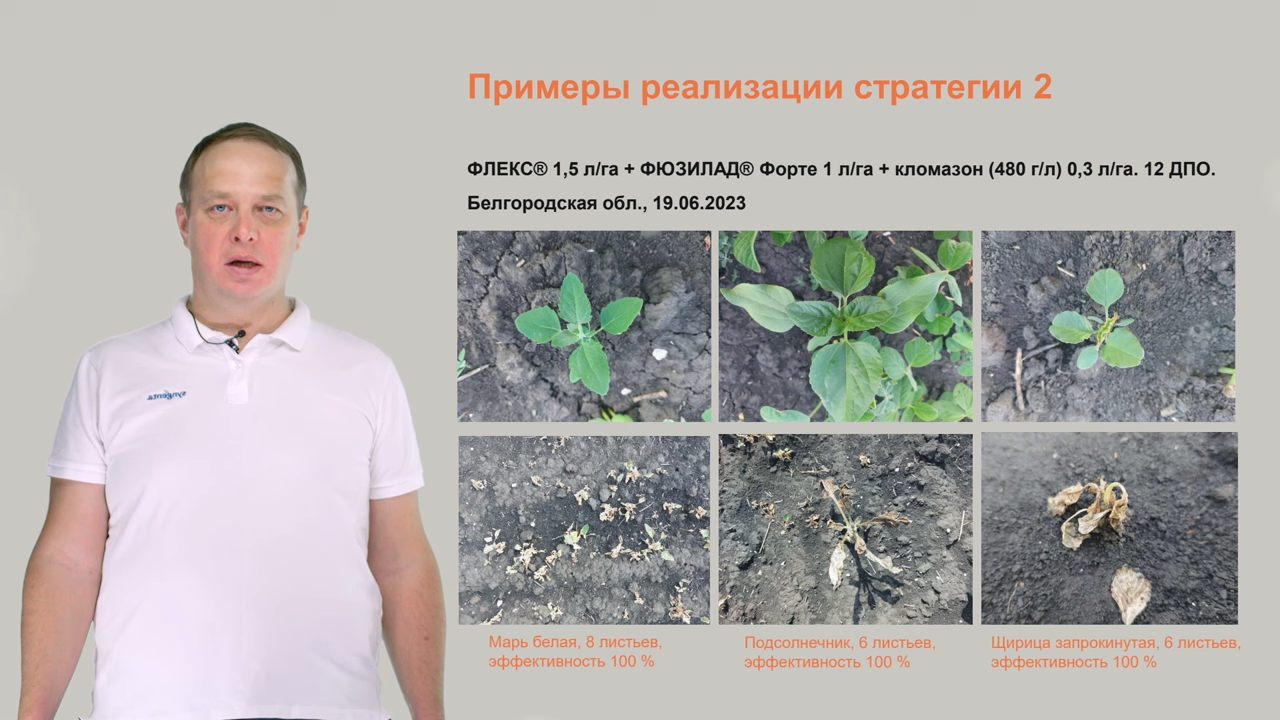 Примеры реализации стратегии 2
ФЛЕКС® 1,5 л/га + ФЮЗИЛАД® Форте 1 л/га + кломазон (480 г/л) 0,3 л/га. 12 ДПО.
Белгородская обл., 19.06.2023
Марь белая, 8 листьев,
эффективность 100 %
Подсолнечник, 6 листьев,
эффективность 100 %
Щирица запрокинутая, 6 листьев,
эффективность 100 %